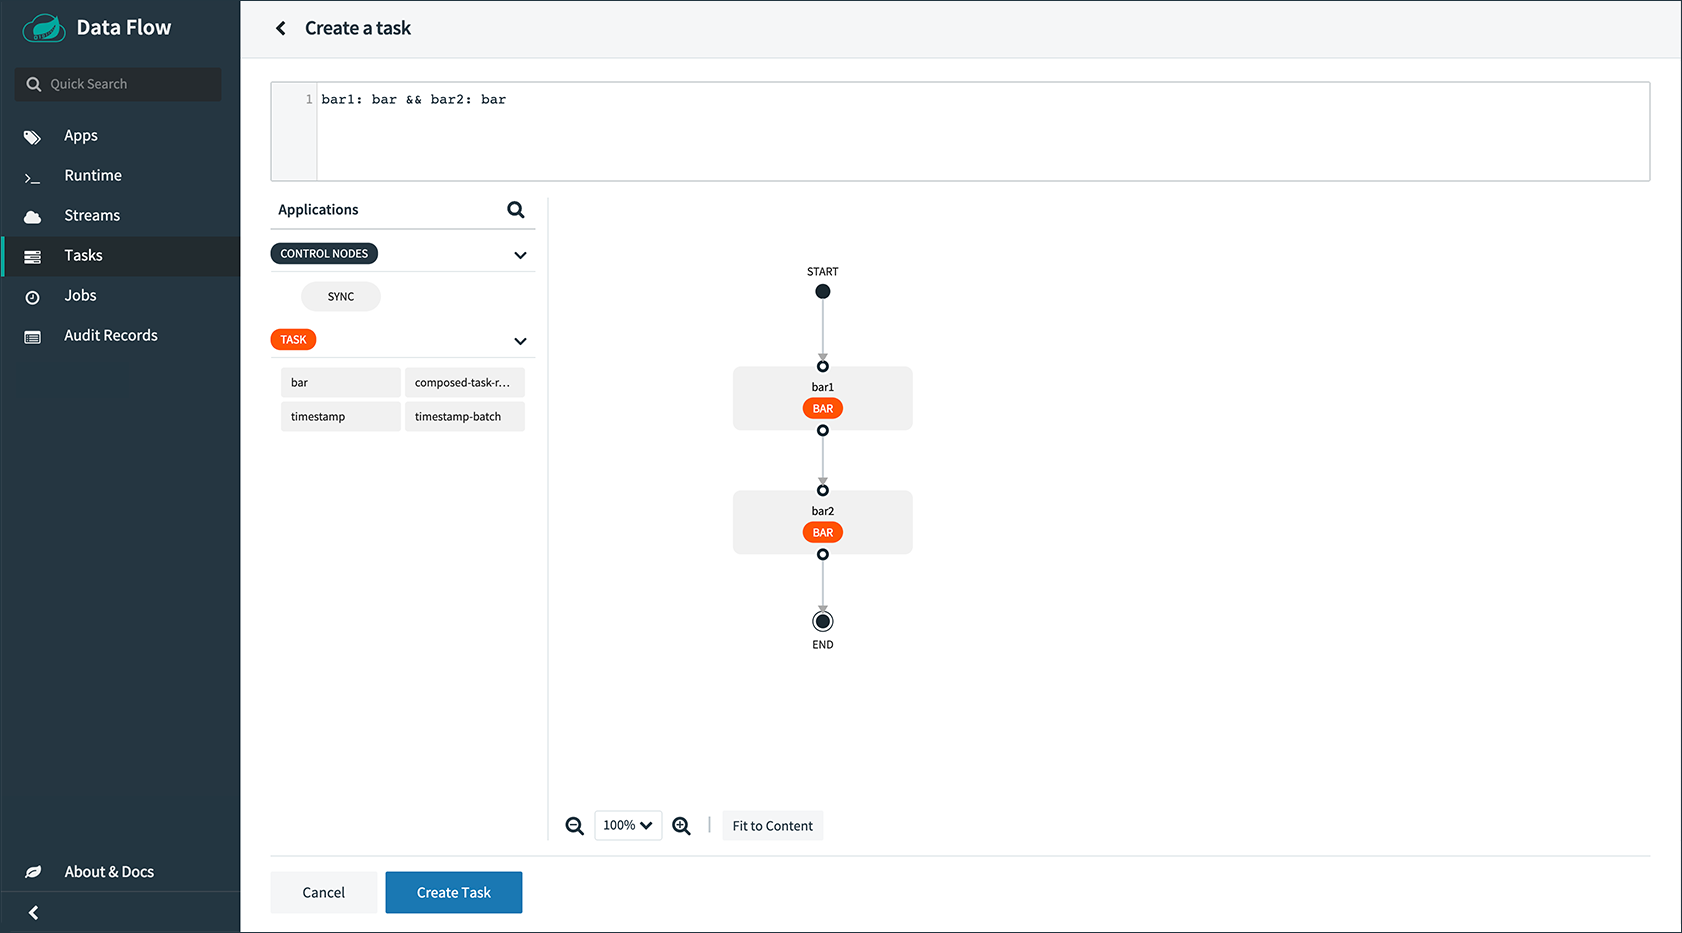 Data Flow
Quick Search
Apps
Runtime
Streams
Tasks
Jobs
Audit Records
About & Docs
Create a task
1 bar1: bar && bar2: bar
Applications
CONTROL NODES
SYNC
TASK
bar composed-task-r...
timestamp timestamp-batch
START
bar1
BAR
bar2
BAR
END
100% | Fit to Content
Cancel Create Task